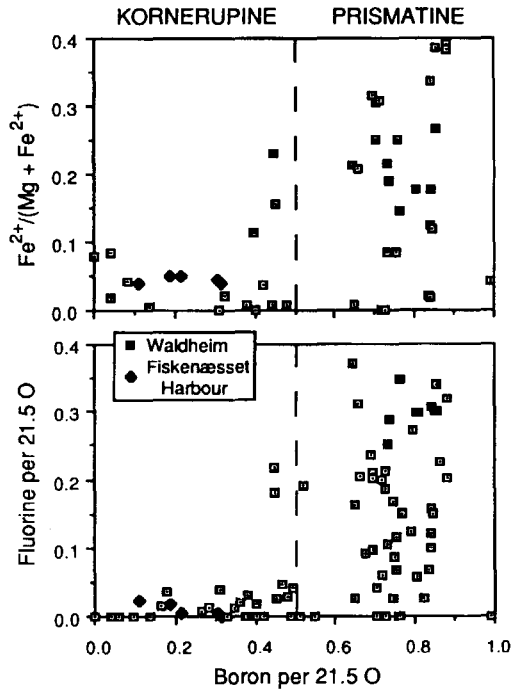 KORNERUPINE PRISMATINE
Fe2+/(Mg + Fe2+)
0.4
0.3
0.2
0.1
0.0
Waldheim
Fiskenæsset
Harbour
Fluorine per 21.5 O
0.4
0.3
0.2
0.1
0.0
0.0 0.2 0.4 0.6 0.8 1.0
Boron per 21.5 O